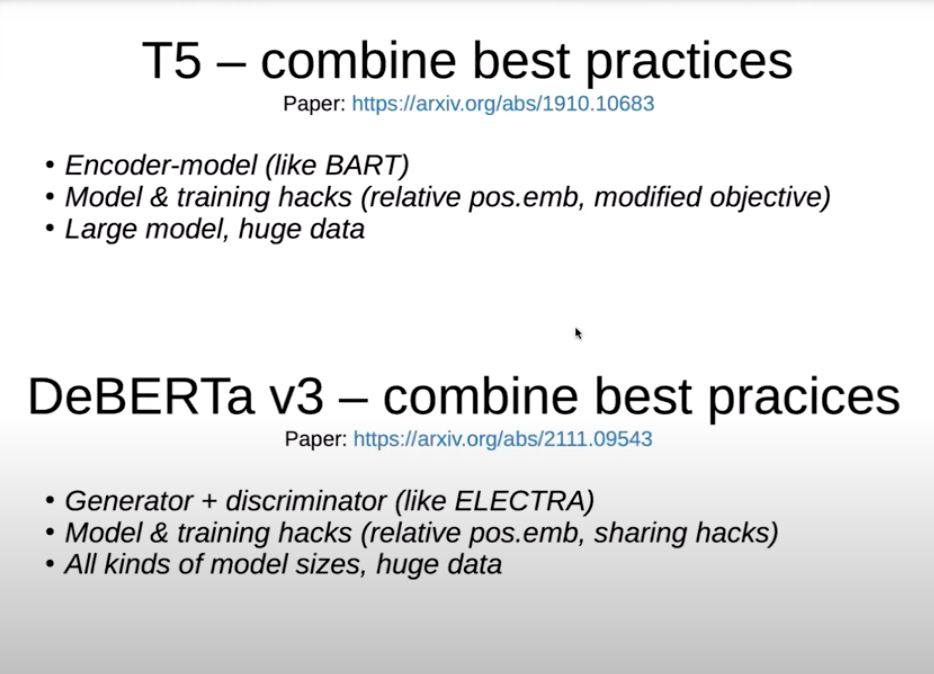 T5 – combine best practices
Paper: https://arxiv.org/abs/1910.10683
• Encoder-model (like BART)
• Model & training hacks (relative pos.emb, modified objective)
• Large model, huge data
DeBERTa v3 – combine best pracices
Paper: https://arxiv.org/abs/2111.09543
• Generator + discriminator (like ELECTRA)
• Model & training hacks (relative pos.emb, sharing hacks)
• All kinds of model sizes, huge data